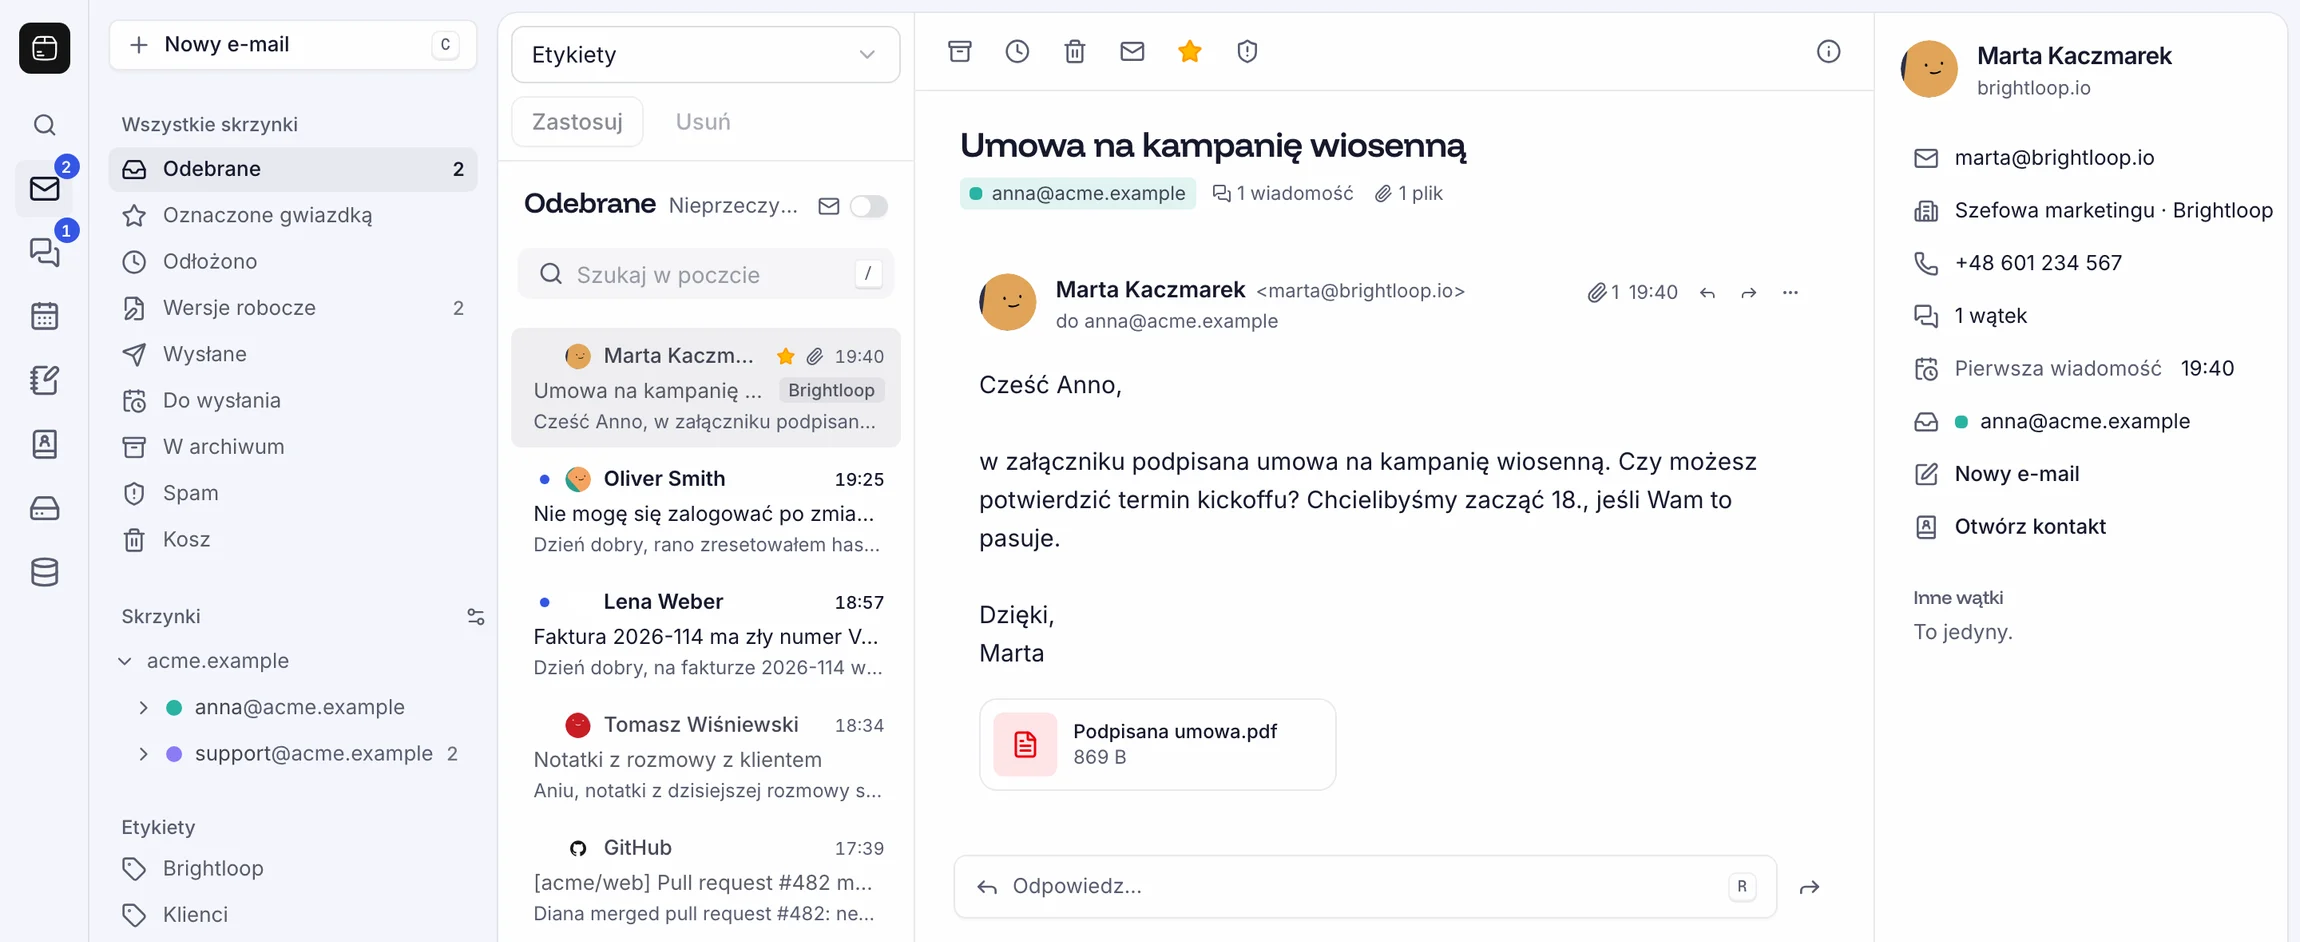 Nowy e-mail
C
2
1
Wszystkie skrzynki
Odebrane 2
Oznaczone gwiazdką
Odłożono
Wersje robocze 2
Wysłane
Do wysłania
W archiwum
Spam
Kosz
Skrzynki
acme.example
anna@acme.example
support@acme.example 2
Etykiety
Brightloop
Klienci
Etykiety
Zastosuj Usuń
Odebrane Nieprzeczy...
Szukaj w poczcie /
Marta Kaczm... 19:40
Umowa na kampanię ... Brightloop
Cześć Anno, w załączniku podpisan...
Oliver Smith 19:25
Nie mogę się zalogować po zmia...
Dzień dobry, rano zresetowałem has...
Lena Weber 18:57
Faktura 2026-114 ma zły numer V...
Dzień dobry, na fakturze 2026-114 w...
Tomasz Wiśniewski 18:34
Notatki z rozmowy z klientem
Aniu, notatki z dzisiejszej rozmowy s...
GitHub 17:39
[acme/web] Pull request #482 m...
Diana merged pull request #482: ne...
Umowa na kampanię wiosenną
anna@acme.example 1 wiadomość 1 plik
Marta Kaczmarek <marta@brightloop.io> 1 19:40
do anna@acme.example
Cześć Anno,
w załączniku podpisana umowa na kampanię wiosenną. Czy możesz
potwierdzić termin kickoffu? Chcielibyśmy zacząć 18., jeśli Wam to
pasuje.
Dzięki,
Marta
Podpisana umowa.pdf
869 B
Odpowiedz... R
Marta Kaczmarek
brightloop.io
marta@brightloop.io
Szefowa marketingu · Brightloop
+48 601 234 567
1 wątek
Pierwsza wiadomość 19:40
anna@acme.example
Nowy e-mail
Otwórz kontakt
Inne wątki
To jedyny.